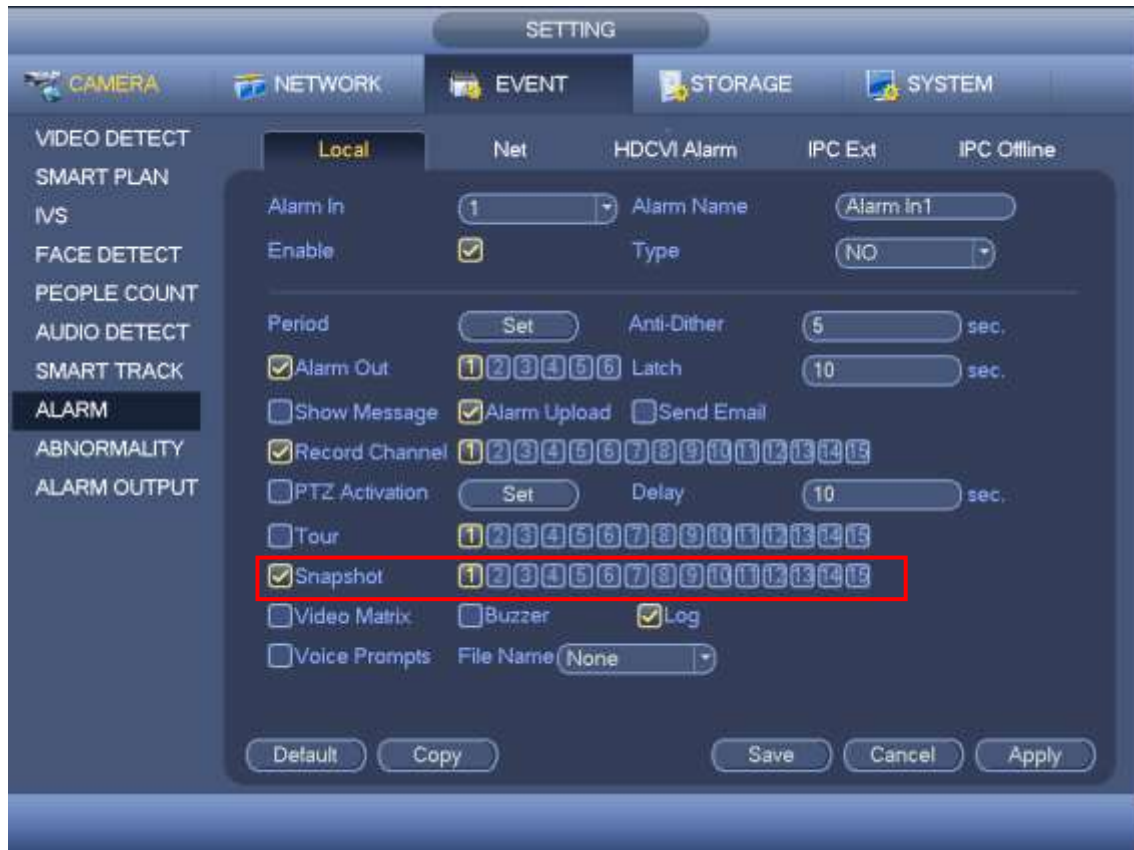 SETTING
CAMERA NETWORK EVENT STORAGE SYSTEM
VIDEO DETECT
SMART PLAN
IVS
FACE DETECT
PEOPLE COUNT
AUDIO DETECT
SMART TRACK
ALARM
ABNORMALITY
ALARM OUTPUT
Local Net HDCVI Alarm IPC Ext IPC Offline
Alarm In 1 Alarm Name Alarm In1
Enable Type NO
Period Set Anti-Dither 5 sec.
Alarm Out 1 2 3 4 5 6 Latch 10 sec.
Show Message Alarm Upload Send Email
Record Channel 1 2 3 4 5 6 7 8 9 10 11 12 13 14 15
PTZ Activation Set Delay 10 sec.
Tour 1 2 3 4 5 6 7 8 9 10 11 12 13 14 15
Snapshot 1 2 3 4 5 6 7 8 9 10 11 12 13 14 15
Video Matrix Buzzer Log
Voice Prompts File Name None
Default Copy Save Cancel Apply